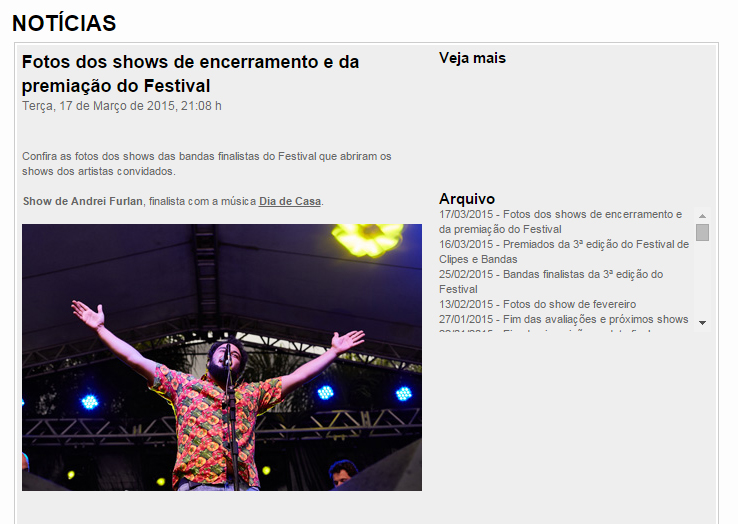 NOTÍCIAS
Fotos dos shows de encerramento e da
premiação do Festival
Terça, 17 de Março de 2015, 21:08 h
Confira as fotos dos shows das bandas finalistas do Festival que abriram os
shows dos artistas convidados.
Show de Andrei Furlan, finalista com a música Dia de Casa.
Veja mais
Arquivo
17/03/2015 - Fotos dos shows de encerramento e
da premiação do Festival
16/03/2015 - Premiados da 3ª edição do Festival de
Clipes e Bandas
25/02/2015 - Bandas finalistas da 3ª edição do
Festival
13/02/2015 - Fotos do show de fevereiro
27/01/2015 - Fim das avaliações e próximos shows